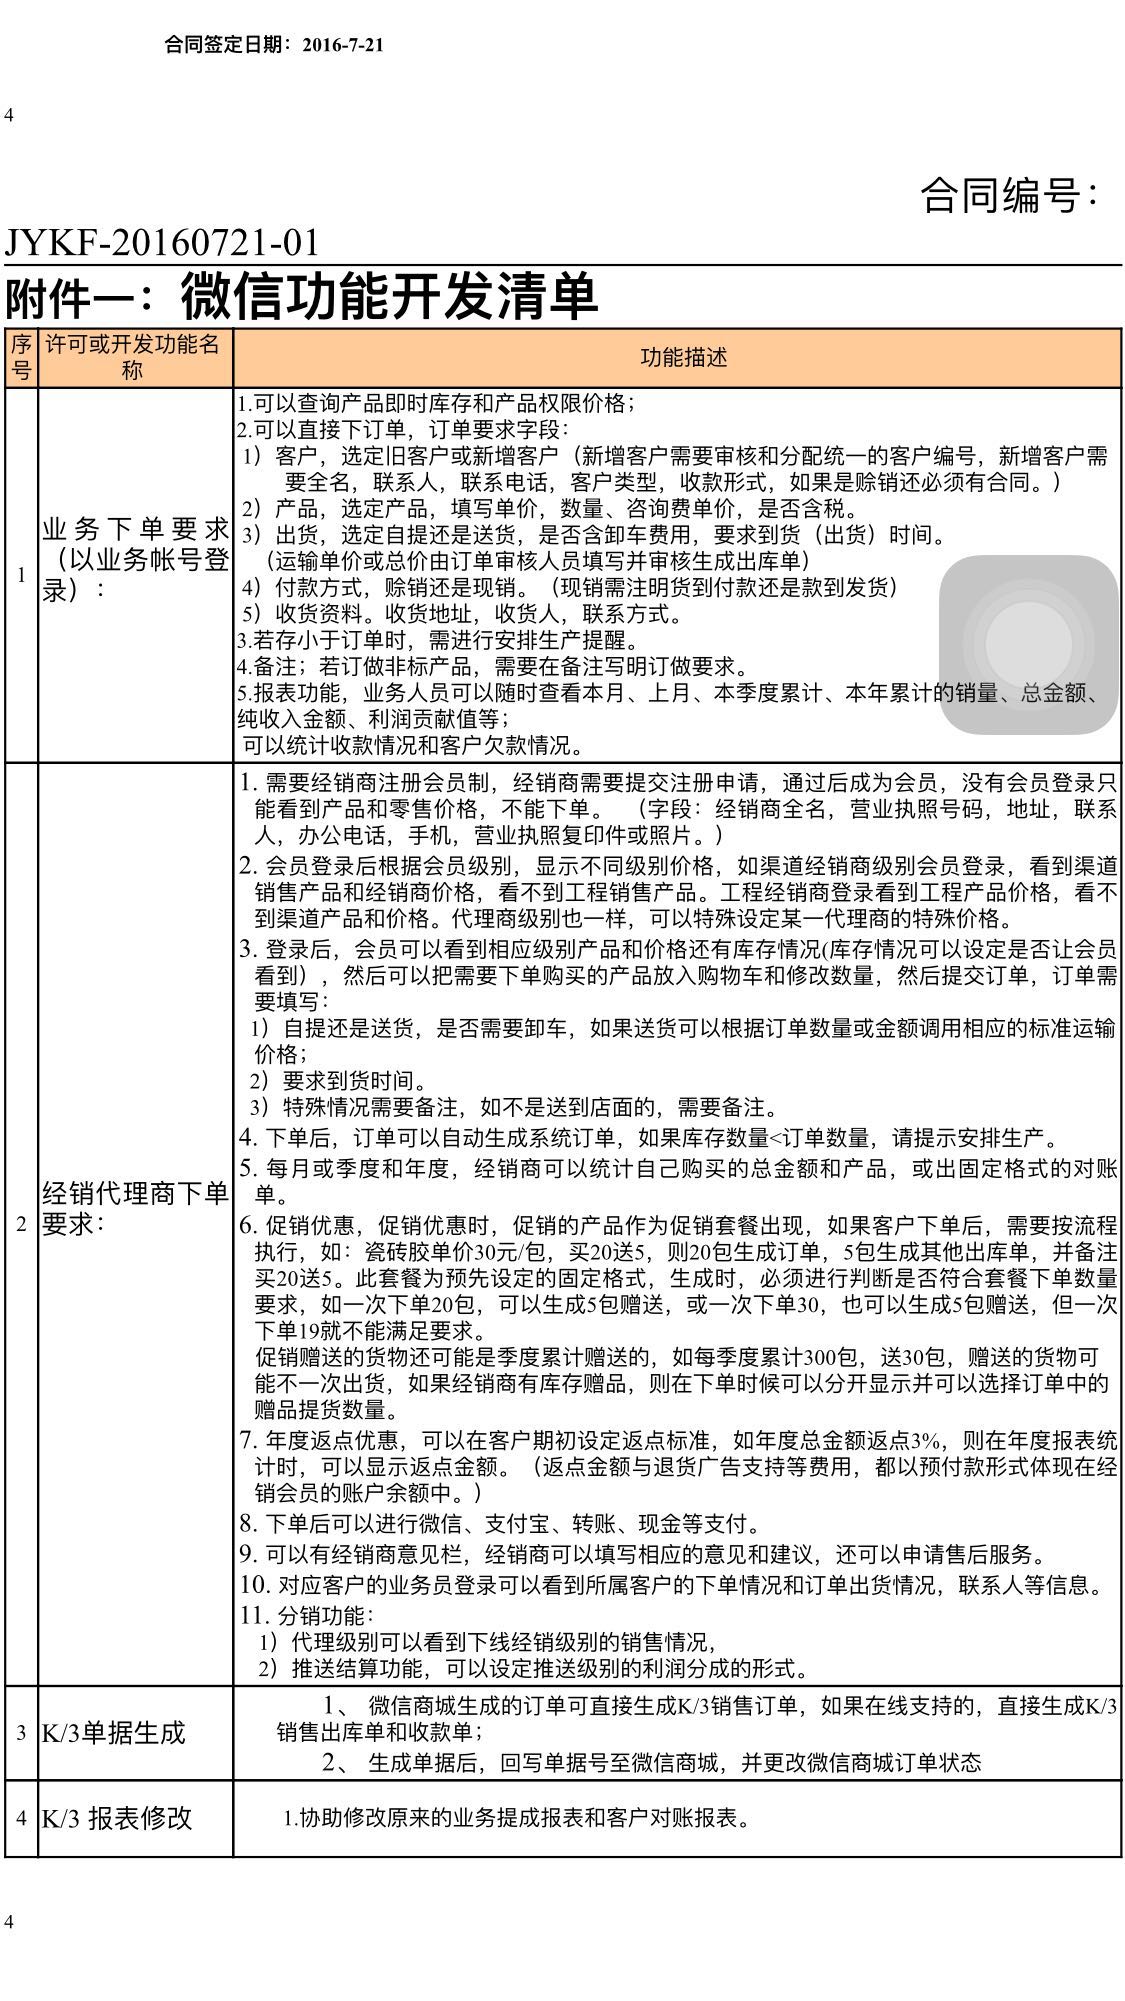 合同签定日期：2016-7-21
4
合同编号：
JYKF-20160721-01
附件一：微信功能开发清单
序号
许可或开发功能名称
功能描述
1
业务下单要求
（以业务帐号登
录）：
1.可以查询产品即时库存和产品权限价格；
2.可以直接下订单，订单要求字段：
1）客户，选定旧客户或新增客户（新增客户需要审核和分配统一的客户编号，新增客户需
要全名，联系人，联系电话，客户类型，收款形式，如果是赊销还必须有合同。）
2）产品，选定产品，填写单价，数量、咨询费单价，是否含税。
3）出货，选定自提还是送货，是否含卸车费用，要求到货（出货）时间。
（运输单价或总价由订单审核人员填写并审核生成出库单）
4）付款方式，赊销还是现销。（现销需注明货到付款还是款到发货）
5）收货资料。收货地址，收货人，联系方式。
3.若存小于订单时，需进行安排生产提醒。
4.备注；若订做非标产品，需要在备注写明订做要求。
5.报表功能，业务人员可以随时查看本月、上月、本季度累计、本年累计的销量、总金额、
纯收入金额、利润贡献值等；
可以统计收款情况和客户欠款情况。
2
经销代理商下单
要求：
1. 需要经销商注册会员制，经销商需要提交注册申请，通过后成为会员，没有会员登录只
能看到产品和零售价格，不能下单。 （字段：经销商全名，营业执照号码，地址，联系
人，办公电话，手机，营业执照复印件或照片。）
2. 会员登录后根据会员级别，显示不同级别价格，如渠道经销商级别会员登录，看到渠道
销售产品和经销商价格，看不到工程销售产品。工程经销商登录看到工程产品价格，看不
到渠道产品和价格。代理商级别也一样，可以特殊设定某一代理商的特殊价格。
3. 登录后，会员可以看到相应级别产品和价格还有库存情况(库存情况可以设定是否让会员
看到），然后可以把需要下单购买的产品放入购物车和修改数量，然后提交订单，订单需
要填写：
1）自提还是送货，是否需要卸车，如果送货可以根据订单数量或金额调用相应的标准运输
价格；
2）要求到货时间。
3）特殊情况需要备注，如不是送到店面的，需要备注。
4. 下单后，订单可以自动生成系统订单，如果库存数量<订单数量，请提示安排生产。
5. 每月或季度和年度，经销商可以统计自己购买的总金额和产品，或出固定格式的对账
单。
6. 促销优惠，促销优惠时，促销的产品作为促销套餐出现，如果客户下单后，需要按流程
执行，如：瓷砖胶单价30元/包，买20送5，则20包生成订单，5包生成其他出库单，并备注
买20送5。此套餐为预先设定的固定格式，生成时，必须进行判断是否符合套餐下单数量
要求，如一次下单20包，可以生成5包赠送，或一次下单30，也可以生成5包赠送，但一次
下单19就不能满足要求。
促销赠送的货物还可能是季度累计赠送的，如每季度累计300包，送30包，赠送的货物可
能不一次出货，如果经销商有库存赠品，则在下单时候可以分开显示并可以选择订单中的
赠品提货数量。
7. 年度返点优惠，可以在客户期初设定返点标准，如年度总金额返点3%，则在年度报表统
计时，可以显示返点金额。（返点金额与退货广告支持等费用，都以预付款形式体现在经
销会员的账户余额中。）
8. 下单后可以进行微信、支付宝、转账、现金等支付。
9. 可以有经销商意见栏，经销商可以填写相应的意见和建议，还可以申请售后服务。
10. 对应客户的业务员登录可以看到所属客户的下单情况和订单出货情况，联系人等信息。
11. 分销功能：
1）代理级别可以看到下线经销级别的销售情况，
2）推送结算功能，可以设定推送级别的利润分成的形式。
3
K/3单据生成
1、 微信商城生成的订单可直接生成K/3销售订单，如果在线支持的，直接生成K/3
销售出库单和收款单；
2、 生成单据后，回写单据号至微信商城，并更改微信商城订单状态
4
K/3 报表修改
1.协助修改原来的业务提成报表和客户对账报表。
4